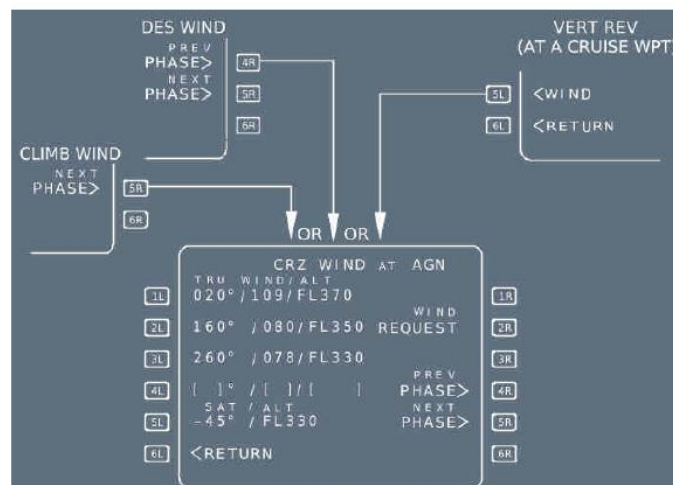 DES WIND
PREV
PHASE> 4R
NEXT
PHASE> 5R
6R
VERT REV
(AT A CRUISE WPT)
5L <WIND
6L <RETURN
CLIMB WIND
NEXT
PHASE> 5R
6R
OR OR
CRZ WIND AT AGN
TRU WIND/ALT
1L 020°/109/FL370 1R
WIND
2L 160° /080/FL350 REQUEST 2R
3L 260° /078/FL330 3R
PREV
4L [ ]° /[ ]/[ ] PHASE> 4R
SAT / ALT NEXT
5L -45° /FL330 PHASE> 5R
6L <RETURN 6R